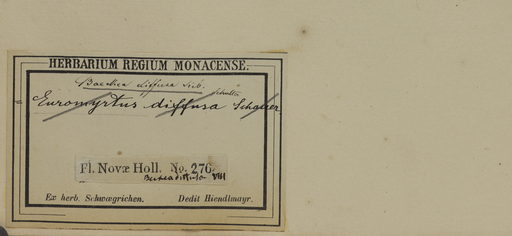 HERBARIUM REGIUM MONACENSE.
Baeckea diffusa Sieb.
Euromyrtus diffusa Schauer
Fl. Novæ Holl. No. 276.
Ex herb. Schwægrichen. Dedit Hiendlmayr.